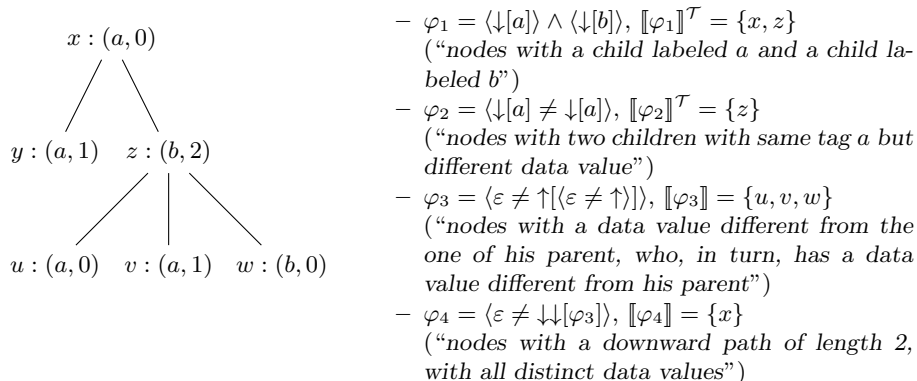 x : (a, 0)
y : (a, 1) z : (b, 2)
u : (a, 0) v : (a, 1) w : (b, 0)
– φ₁ = ⟨↓[a]⟩ ∧ ⟨↓[b]⟩, ⟦φ₁⟧ᵀ = {x, z}
(“nodes with a child labeled a and a child la-
beled b”)
– φ₂ = ⟨↓[a] ≠ ↓[a]⟩, ⟦φ₂⟧ᵀ = {z}
(“nodes with two children with same tag a but
different data value”)
– φ₃ = ⟨ε ≠ ↑[⟨ε ≠ ↑⟩]⟩, ⟦φ₃⟧ = {u, v, w}
(“nodes with a data value different from the
one of his parent, who, in turn, has a data
value different from his parent”)
– φ₄ = ⟨ε ≠ ↓↓[φ₃]⟩, ⟦φ₄⟧ = {x}
(“nodes with a downward path of length 2,
with all distinct data values”)